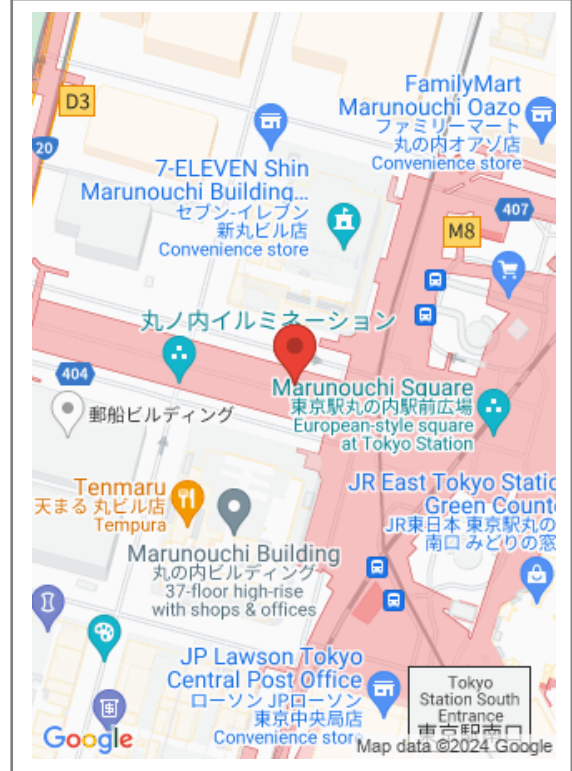 FamilyMart
Marunouchi Oazo
ファミリーマート
丸の内オアゾ店
Convenience store
D3
20
7-ELEVEN Shin
Marunouchi Building...
セブン-イレブン
新丸ビル店
Convenience store
407
M8
丸ノ内イルミネーション
404
Marunouchi Square
東京駅丸の内駅前広場
European-style square
at Tokyo Station
郵船ビルディング
Tenmaru
天まる 丸ビル店
Tempura
JR East Tokyo Static
Green Count
JR東日本 東京駅丸の
南口 みどりの窓
Marunouchi Building
丸の内ビルディング
37-floor high-rise
with shops & offices
JP Lawson Tokyo
Central Post Office
ローソン JPローソン
東京中央局店
Convenience store
Tokyo
Station South
Entrance
東京駅南口
Google
Map data ©2024 Google